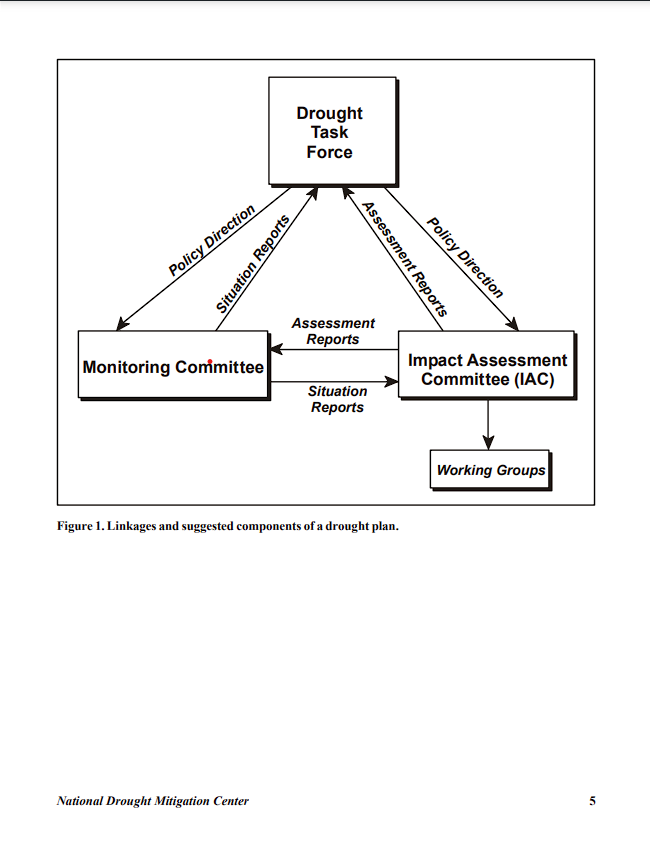 Drought
Task
Force
Policy Direction
Situation Reports
Assessment Reports
Policy Direction
Assessment
Reports
Monitoring Committee
Impact Assessment
Committee (IAC)
Situation
Reports
Working Groups
Figure 1. Linkages and suggested components of a drought plan.
National Drought Mitigation Center
5